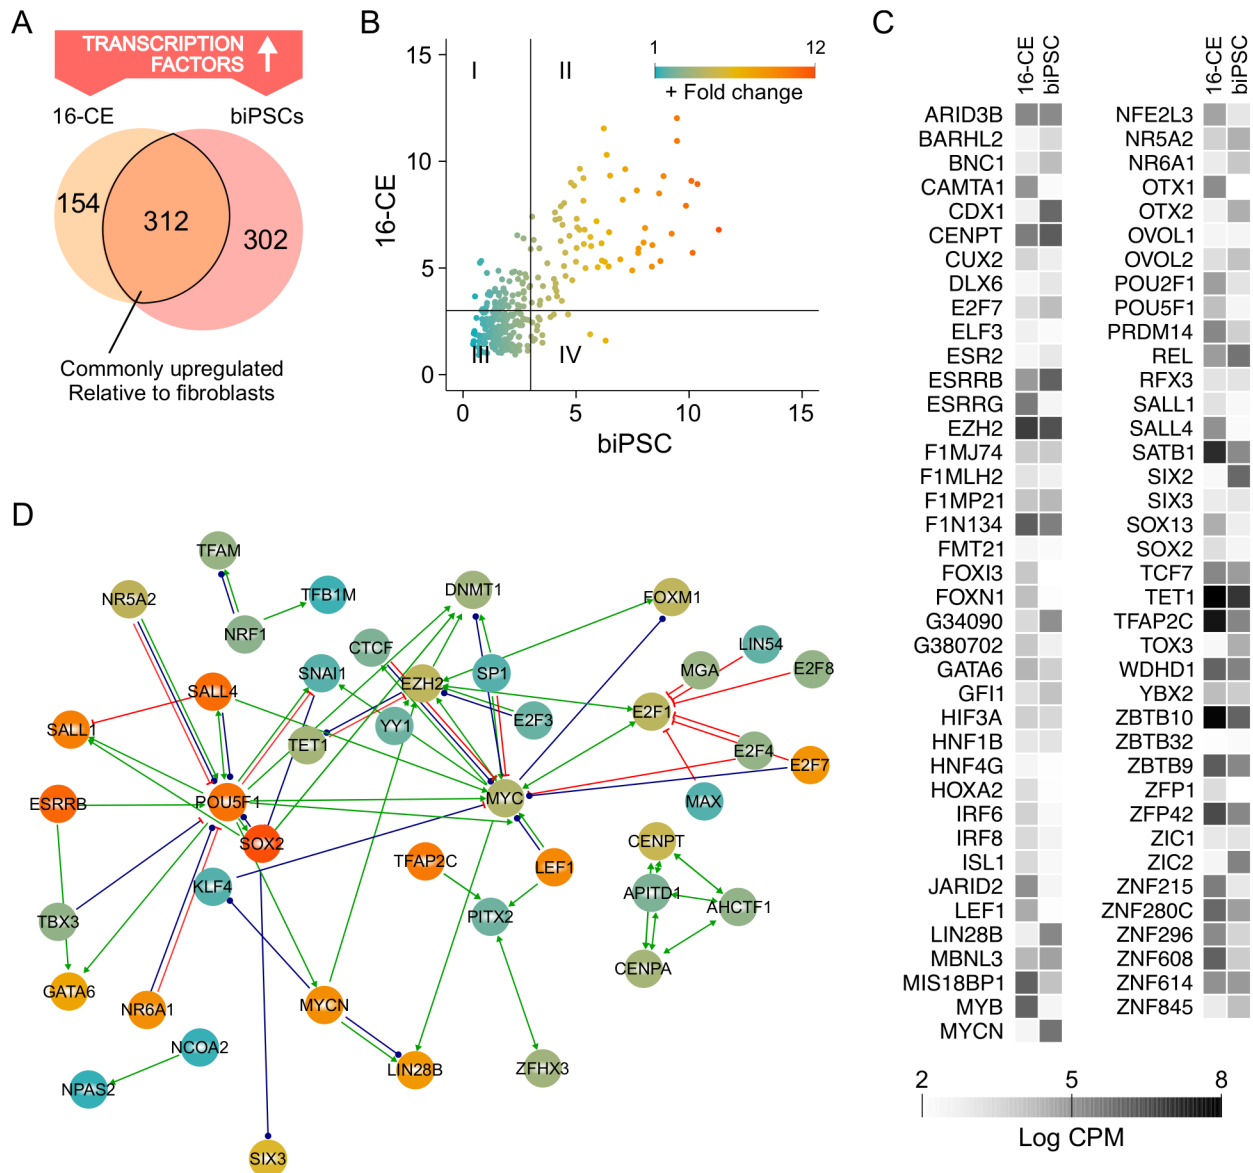 A
TRANSCRIPTION
FACTORS
16-CE
biPSCs
154
312
302
Commonly upregulated
Relative to fibroblasts
B
15
10
5
0
16-CE
I
II
III
IV
1
12
+ Fold change
0
5
10
15
biPSC
C
16-CE
biPSC
ARID3B
BARHL2
BNC1
CAMTA1
CDX1
CENPT
CUX2
DLX6
E2F7
ELF3
ESR2
ESRRB
ESRRG
EZH2
F1MJ74
F1MLH2
F1MP21
F1N134
FMT21
FOXI3
FOXN1
G34090
G380702
GATA6
GFI1
HIF3A
HNF1B
HNF4G
HOXA2
IRF6
IRF8
ISL1
JARID2
LEF1
LIN28B
MBNL3
MIS18BP1
MYB
MYCN
16-CE
biPSC
NFE2L3
NR5A2
NR6A1
OTX1
OTX2
OVOL1
OVOL2
POU2F1
POU5F1
PRDM14
REL
RFX3
SALL1
SALL4
SATB1
SIX2
SIX3
SOX13
SOX2
TCF7
TET1
TFAP2C
TOX3
WDHD1
YBX2
ZBTB10
ZBTB32
ZBTB9
ZFP1
ZFP42
ZIC1
ZIC2
ZNF215
ZNF280C
ZNF296
ZNF608
ZNF614
ZNF845
2
5
8
Log CPM
D
TFAM
NR5A2
TFB1M
NRF1
DNMT1
FOXM1
CTCF
LIN54
SNAI1
SP1
MGA
E2F8
EZH2
SALL4
SALL1
YY1
E2F3
E2F1
TET1
E2F4
E2F7
ESRRB
POU5F1
MYC
MAX
SOX2
CENPT
TFAP2C
LEF1
KLF4
APITD1
AHCTF1
TBX3
PITX2
CENPA
GATA6
NR6A1
MYCN
NCOA2
LIN28B
ZFHX3
NPAS2
SIX3